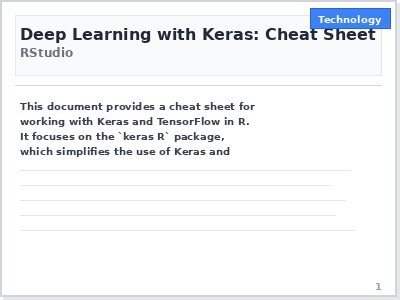 Technology
Deep Learning with Keras: Cheat Sheet
RStudio
This document provides a cheat sheet for
working with Keras and TensorFlow in R.
It focuses on the `keras R` package,
which simplifies the use of Keras and
1